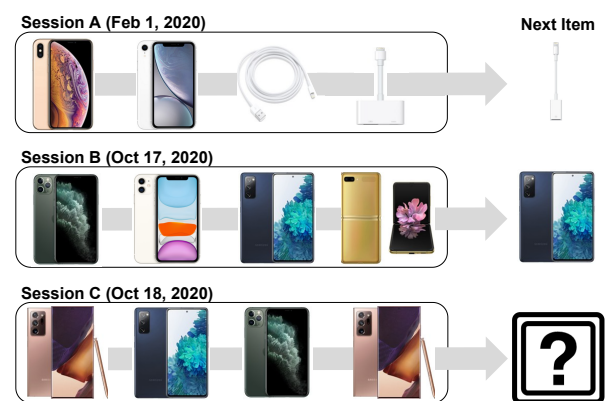 Session A (Feb 1, 2020)
Next Item
Session B (Oct 17, 2020)
Session C (Oct 18, 2020)
?